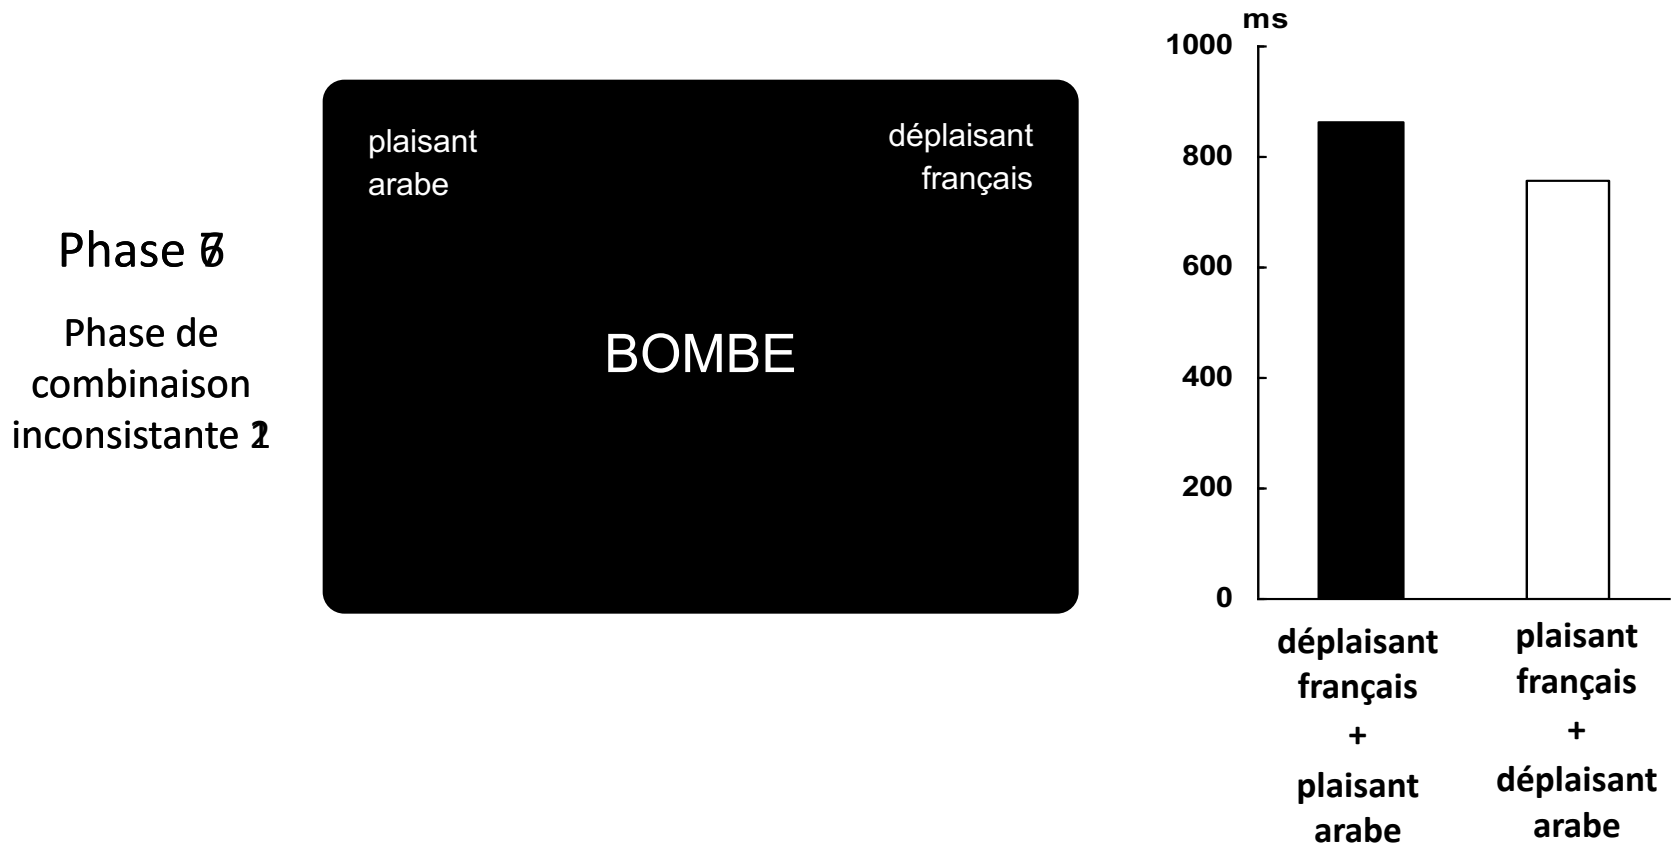 Phase
Phase de
combinaison
inconsistante
plaisant
arabe
déplaisant
français
BOMBE
ms
1000
800
600
400
200
0
déplaisant
français
+
plaisant
arabe
plaisant
français
+
déplaisant
arabe